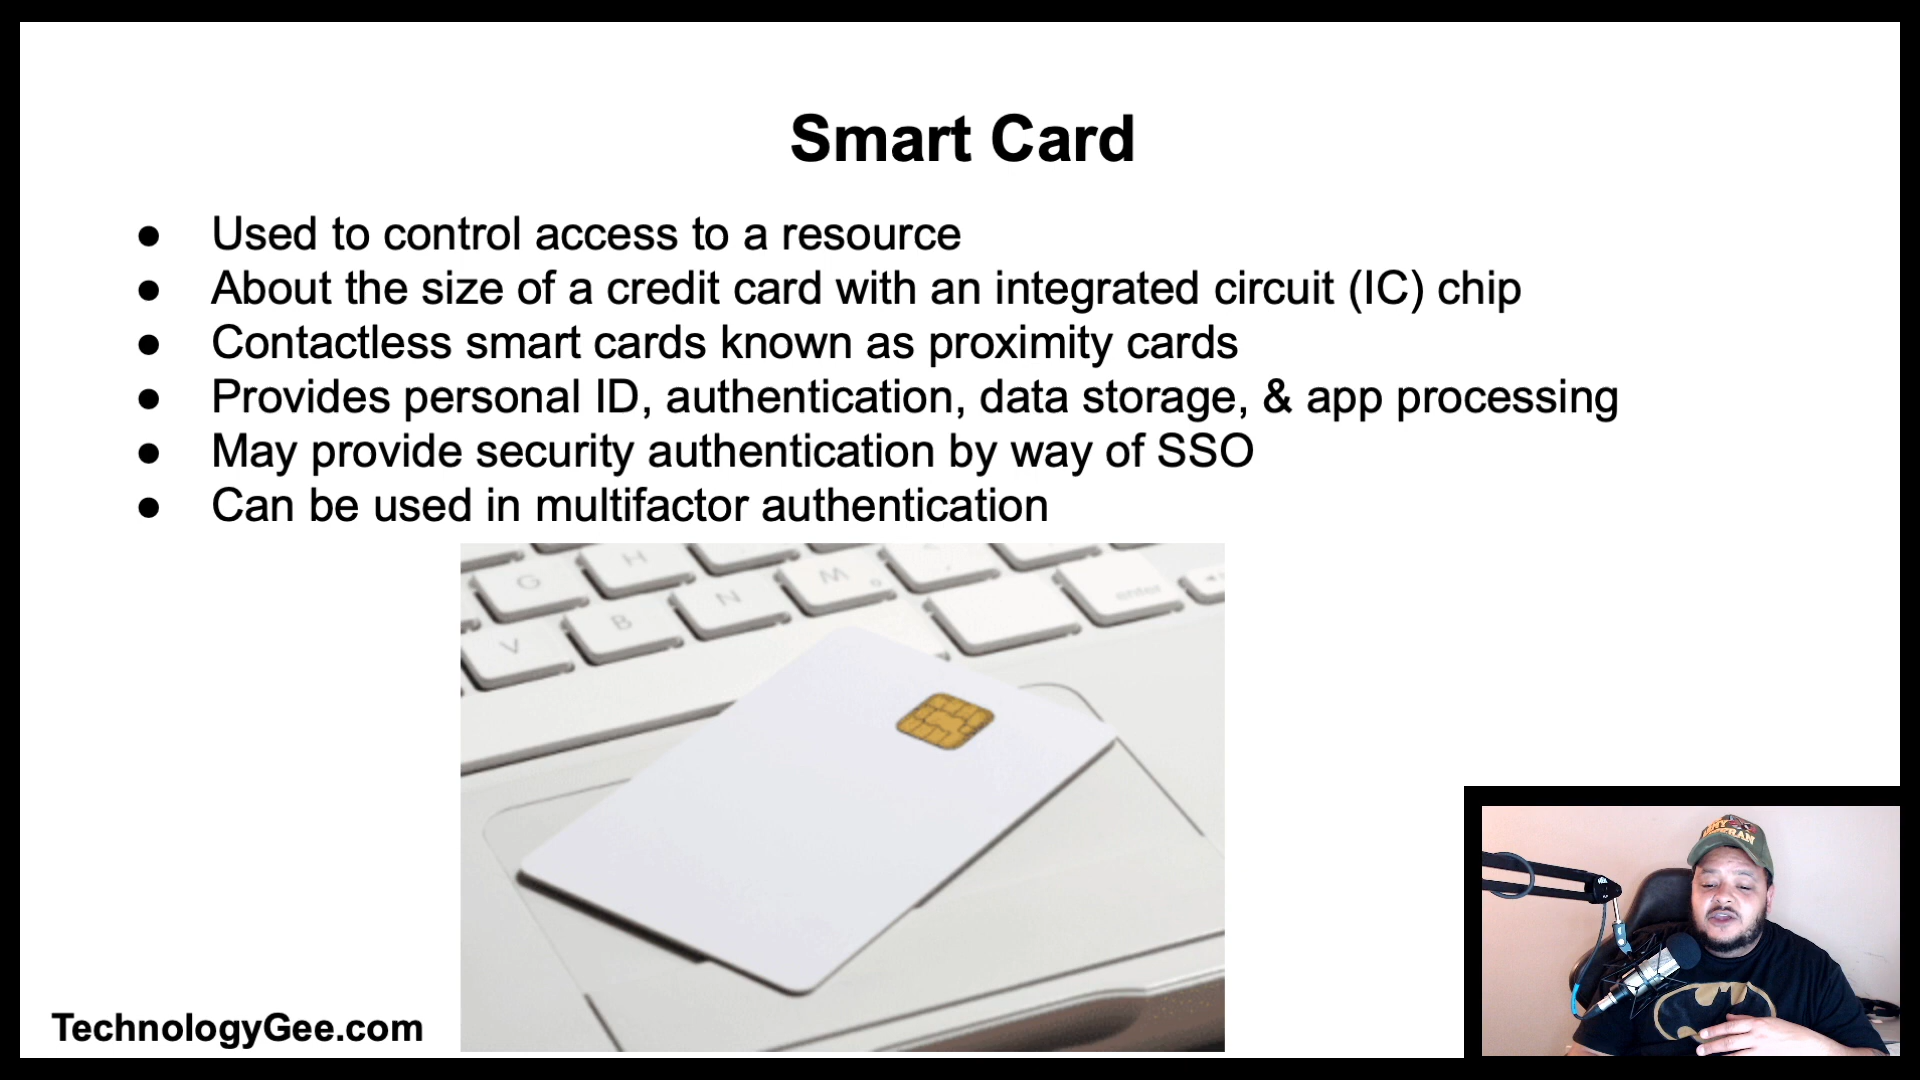 Smart Card
● Used to control access to a resource
● About the size of a credit card with an integrated circuit (IC) chip
● Contactless smart cards known as proximity cards
● Provides personal ID, authentication, data storage, & app processing
● May provide security authentication by way of SSO
● Can be used in multifactor authentication
G H M
V B N enter
TechnologyGee.com